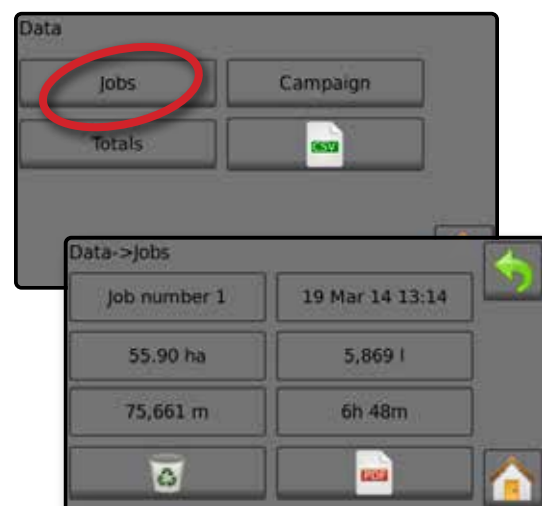 Data
Jobs Campaign
Totals CSV
Data->Jobs
Job number 1 19 Mar 14 13:14
55.90 ha 5,869 l
75,661 m 6h 48m
PDF